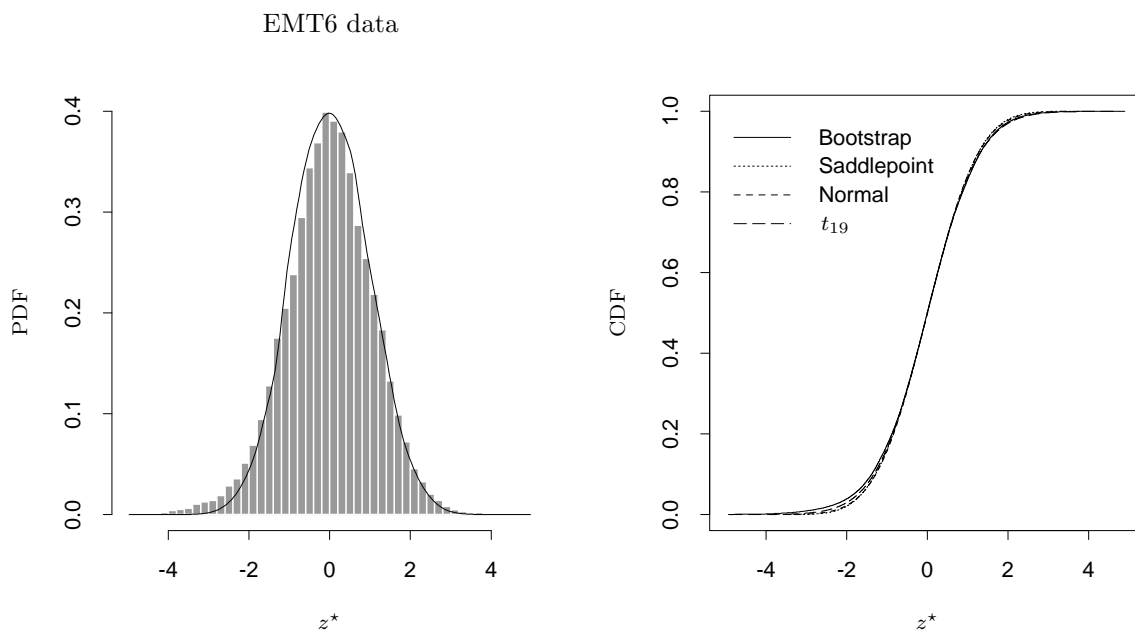 EMT6 data
PDF
0.4
0.3
0.2
0.1
0.0
-4 -2 0 2 4
z⋆
CDF
1.0
0.8
0.6
0.4
0.2
0.0
Bootstrap
Saddlepoint
Normal
t₁₉
-4 -2 0 2 4
z⋆